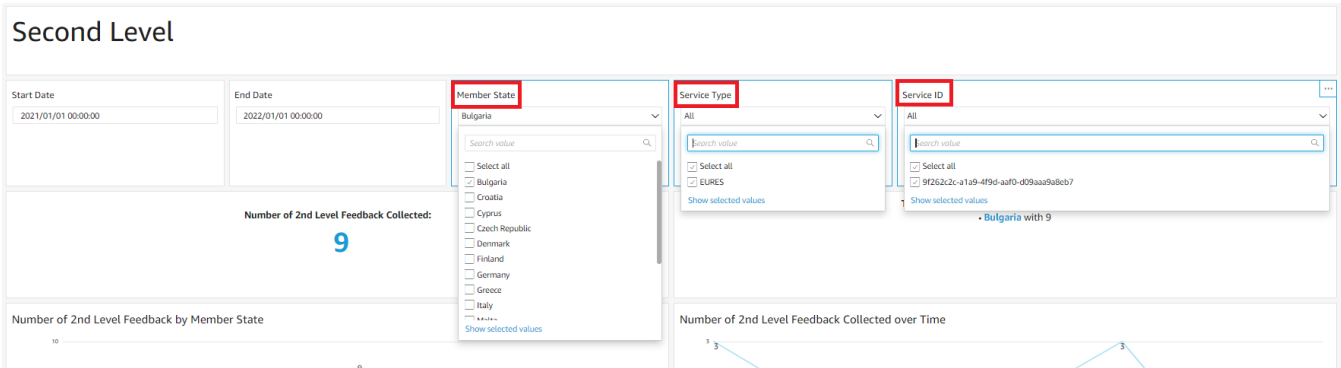 Second Level
Start Date
2021/01/01 00:00:00
End Date
2022/01/01 00:00:00
Member State
Bulgaria
Search value
Select all
Bulgaria
Croatia
Cyprus
Czech Republic
Denmark
Finland
Germany
Greece
Italy
Malta
Show selected values
Service Type
All
Search value
Select all
EURES
Show selected values
Service ID
All
Search value
Select all
9f262c2c-a1a9-4f9d-aaf0-d09aaa9a8eb7
Show selected values
Number of 2nd Level Feedback Collected:
9
• Bulgaria with 9
Number of 2nd Level Feedback by Member State
10
9
Number of 2nd Level Feedback Collected over Time
3
3
3